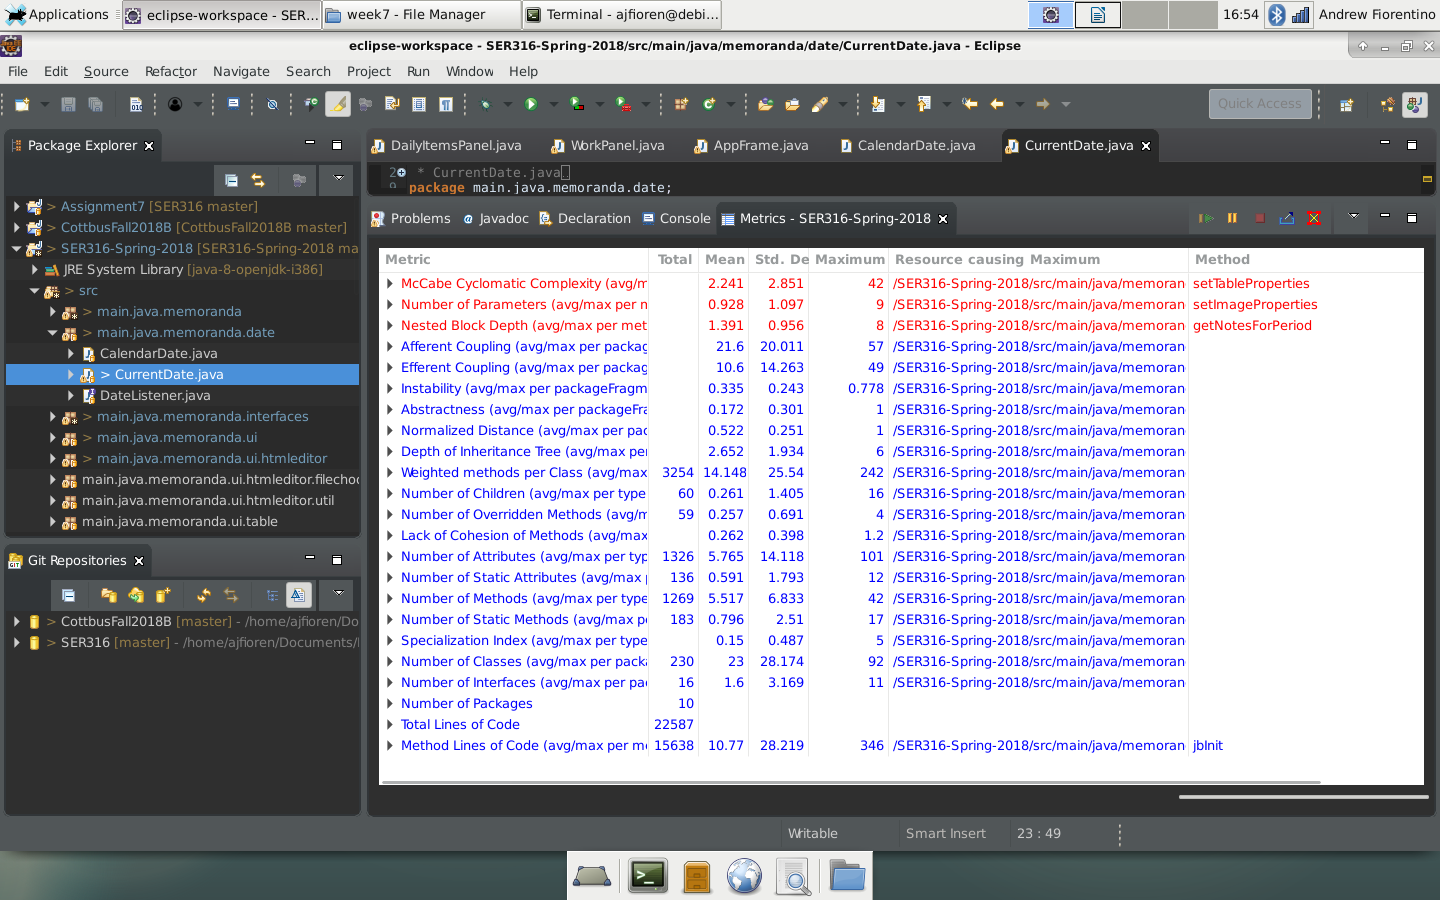 Applications eclipse-workspace - SER... week7 - File Manager Terminal - ajfioren@debi... 16:54 Andrew Fiorentino
eclipse-workspace - SER316-Spring-2018/src/main/java/memoranda/date/CurrentDate.java - Eclipse
File Edit Source Refactor Navigate Search Project Run Window Help
Quick Access
Package Explorer
> Assignment7 [SER316 master]
> CottbusFall2018B [CottbusFall2018B master]
> SER316-Spring-2018 [SER316-Spring-2018 ma
JRE System Library [java-8-openjdk-i386]
> src
> main.java.memoranda
> main.java.memoranda.date
CalendarDate.java
> CurrentDate.java
DateListener.java
> main.java.memoranda.interfaces
> main.java.memoranda.ui
> main.java.memoranda.ui.htmleditor
main.java.memoranda.ui.htmleditor.filechoo
main.java.memoranda.ui.htmleditor.util
main.java.memoranda.ui.table
Git Repositories
> CottbusFall2018B [master] - /home/ajfioren/Do
> SER316 [master] - /home/ajfioren/Documents/
DailyItemsPanel.java WorkPanel.java AppFrame.java CalendarDate.java CurrentDate.java
2 * CurrentDate.java
9 package main.java.memoranda.date;
Problems Javadoc Declaration Console Metrics - SER316-Spring-2018
Metric Total Mean Std. De Maximum Resource causing Maximum Method
McCabe Cyclomatic Complexity (avg/m 2.241 2.851 42 /SER316-Spring-2018/src/main/java/memoran setTableProperties
Number of Parameters (avg/max per n 0.928 1.097 9 /SER316-Spring-2018/src/main/java/memoran setImageProperties
Nested Block Depth (avg/max per met 1.391 0.956 8 /SER316-Spring-2018/src/main/java/memoran getNotesForPeriod
Afferent Coupling (avg/max per packag 21.6 20.011 57 /SER316-Spring-2018/src/main/java/memoran
Efferent Coupling (avg/max per packag 10.6 14.263 49 /SER316-Spring-2018/src/main/java/memoran
Instability (avg/max per packageFragm 0.335 0.243 0.778 /SER316-Spring-2018/src/main/java/memoran
Abstractness (avg/max per packageFra 0.172 0.301 1 /SER316-Spring-2018/src/main/java/memoran
Normalized Distance (avg/max per pac 0.522 0.251 1 /SER316-Spring-2018/src/main/java/memoran
Depth of Inheritance Tree (avg/max per 2.652 1.934 6 /SER316-Spring-2018/src/main/java/memoran
Weighted methods per Class (avg/max 3254 14.148 25.54 242 /SER316-Spring-2018/src/main/java/memoran
Number of Children (avg/max per type 60 0.261 1.405 16 /SER316-Spring-2018/src/main/java/memoran
Number of Overridden Methods (avg/m 59 0.257 0.691 4 /SER316-Spring-2018/src/main/java/memoran
Lack of Cohesion of Methods (avg/max 0.262 0.398 1.2 /SER316-Spring-2018/src/main/java/memoran
Number of Attributes (avg/max per typ 1326 5.765 14.118 101 /SER316-Spring-2018/src/main/java/memoran
Number of Static Attributes (avg/max p 136 0.591 1.793 12 /SER316-Spring-2018/src/main/java/memoran
Number of Methods (avg/max per type 1269 5.517 6.833 42 /SER316-Spring-2018/src/main/java/memoran
Number of Static Methods (avg/max pe 183 0.796 2.51 17 /SER316-Spring-2018/src/main/java/memoran
Specialization Index (avg/max per type 0.15 0.487 5 /SER316-Spring-2018/src/main/java/memoran
Number of Classes (avg/max per packa 230 23 28.174 92 /SER316-Spring-2018/src/main/java/memoran
Number of Interfaces (avg/max per pac 16 1.6 3.169 11 /SER316-Spring-2018/src/main/java/memoran
Number of Packages 10
Total Lines of Code 22587
Method Lines of Code (avg/max per me 15638 10.77 28.219 346 /SER316-Spring-2018/src/main/java/memoran jbInit
Writable Smart Insert 23 : 49